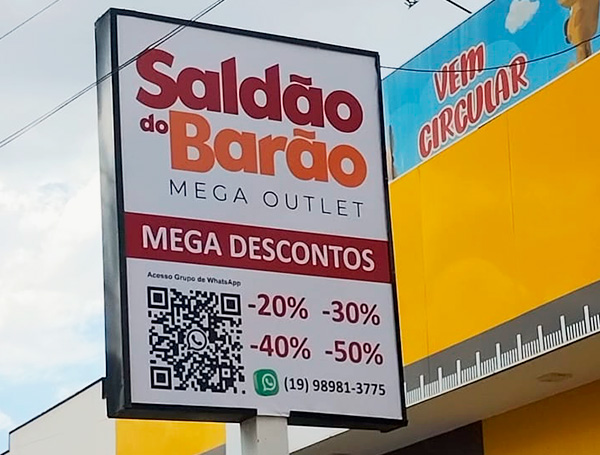 Saldão
do Barão
MEGA OUTLET
MEGA DESCONTOS
Acesso Grupo de WhatsApp
-20% -30%
-40% -50%
(19) 98981-3775
VEM
CIRCULAR